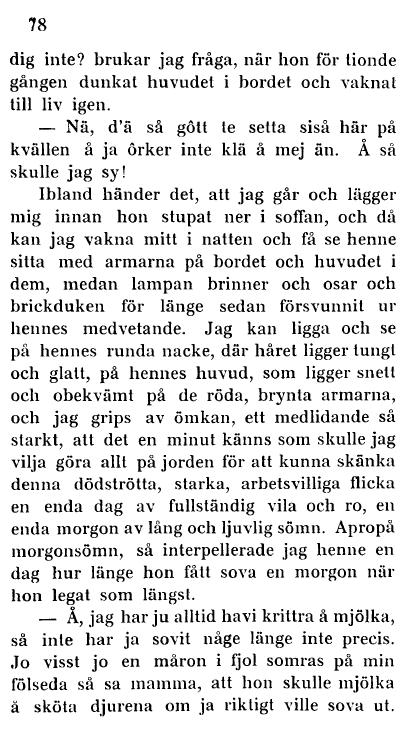 78
dig inte? brukar jag fråga, när hon för tionde
gången dunkat huvudet i bordet och vaknat
till liv igen.
— Nä, d'ä så gôtt te setta siså här på
kvällen å ja ôrker inte klä å mej än. Å så
skulle jag sy!
Ibland händer det, att jag går och lägger
mig innan hon stupat ner i soffan, och då
kan jag vakna mitt i natten och få se henne
sitta med armarna på bordet och huvudet i
dem, medan lampan brinner och osar och
brickduken för länge sedan försvunnit ur
hennes medvetande. Jag kan ligga och se
på hennes runda nacke, där håret ligger tungt
och glatt, på hennes huvud, som ligger snett
och obekvämt på de röda, brynta armarna,
och jag grips av ömkan, ett medlidande så
starkt, att det en minut känns som skulle jag
vilja göra allt på jorden för att kunna skänka
denna dödströtta, starka, arbetsvilliga flicka
en enda dag av fullständig vila och ro, en
enda morgon av lång och ljuvlig sömn. Apropå
morgonsömn, så interpellerade jag henne en
dag hur länge hon fått sova en morgon när
hon legat som längst.
— Å, jag har ju alltid havi krittra å mjölka,
så inte har ja sovit någe länge inte precis.
Jo visst jo en måron i fjol somras på min
fölseda så sa mamma, att hon skulle mjölka
å sköta djurena om ja riktigt ville sova ut.